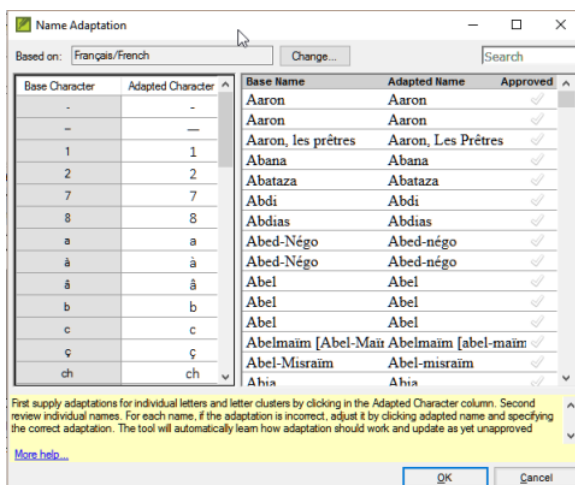 Name Adaptation
Based on: Français/French Change... Search
Base Character Adapted Character
- -
– —
1 1
2 2
7 7
8 8
a a
à à
â â
b b
c c
ç ç
ch ch
Base Name Adapted Name Approved
Aaron Aaron
Aaron Aaron
Aaron, les prêtres Aaron, Les Prêtres
Abana Abana
Abataza Abataza
Abdi Abdi
Abdias Abdias
Abed-Négo Abed-négo
Abed-Négo Abed-négo
Abel Abel
Abel Abel
Abel Abel
Abelmaïm [Abel-Maïm Abelmaïm [abel-maïm
Abel-Misraïm Abel-misraïm
Abia Abia
First supply adaptations for individual letters and letter clusters by clicking in the Adapted Character column. Second
review individual names. For each name, if the adaptation is incorrect, adjust it by clicking adapted name and specifying
the correct adaptation. The tool will automatically learn how adaptation should work and update as yet unapproved
More help...
OK Cancel